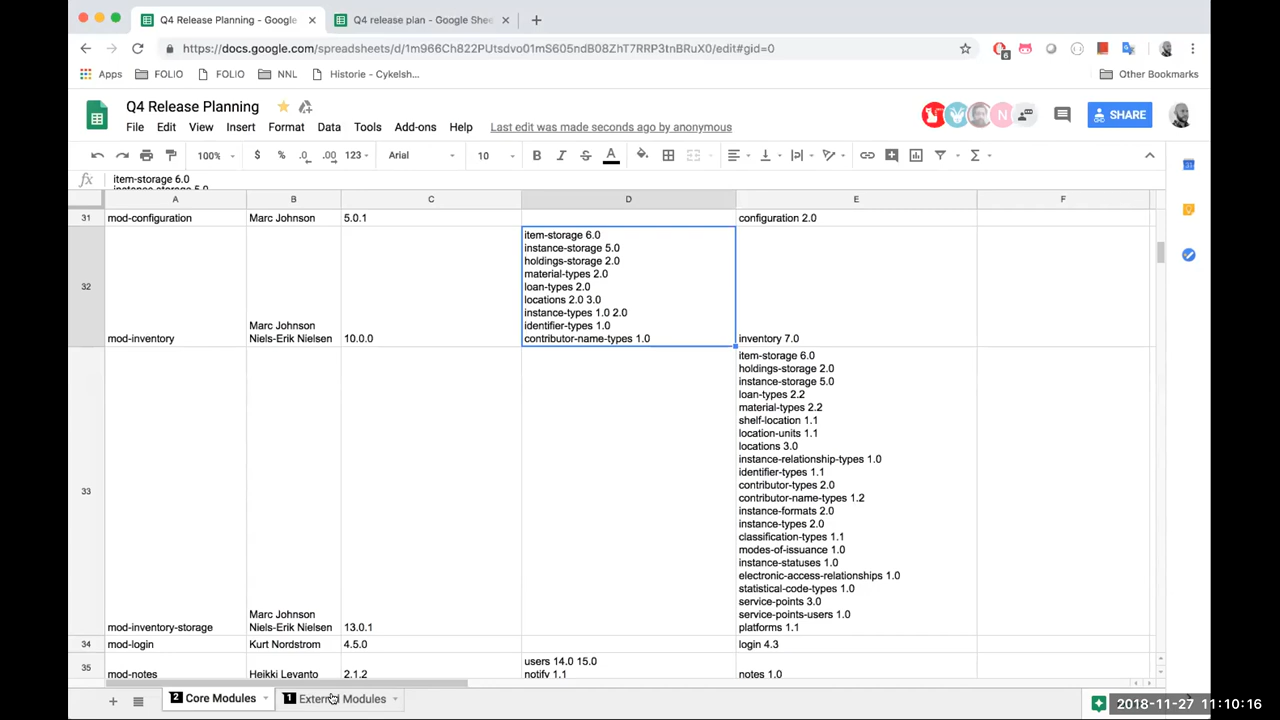 Q4 Release Planning - Google
Q4 release plan - Google Shee
https://docs.google.com/spreadsheets/d/1m966Ch822PUtsdvo01mS605ndB08ZhT7RRP3tnBRuX0/edit#gid=0
6
Apps
FOLIO
FOLIO
NNL
Historie - Cykelsh...
Other Bookmarks
Q4 Release Planning
File Edit View Insert Format Data Tools Add-ons Help
Last edit was made seconds ago by anonymous
N
SHARE
100% $ % .0 .00 123 Arial 10 B I S A
31
fx
item-storage 6.0
instance-storage 5.0
A B C D E F
31 mod-configuration Marc Johnson 5.0.1 configuration 2.0
item-storage 6.0
instance-storage 5.0
holdings-storage 2.0
material-types 2.0
32
loan-types 2.0
locations 2.0 3.0
instance-types 1.0 2.0
Marc Johnson
identifier-types 1.0
mod-inventory Niels-Erik Nielsen 10.0.0 contributor-name-types 1.0 inventory 7.0
item-storage 6.0
holdings-storage 2.0
instance-storage 5.0
loan-types 2.2
material-types 2.2
shelf-location 1.1
location-units 1.1
locations 3.0
instance-relationship-types 1.0
identifier-types 1.1
contributor-types 2.0
33
contributor-name-types 1.2
instance-formats 2.0
instance-types 2.0
classification-types 1.1
modes-of-issuance 1.0
instance-statuses 1.0
electronic-access-relationships 1.0
statistical-code-types 1.0
service-points 3.0
Marc Johnson
service-points-users 1.0
mod-inventory-storage Niels-Erik Nielsen 13.0.1 platforms 1.1
34 mod-login Kurt Nordstrom 4.5.0 login 4.3
35
users 14.0 15.0
mod-notes Heikki Levanto 2.1.2 notify 1.1 notes 1.0
2 Core Modules
1 External Modules
2018-11-27 11:10:16